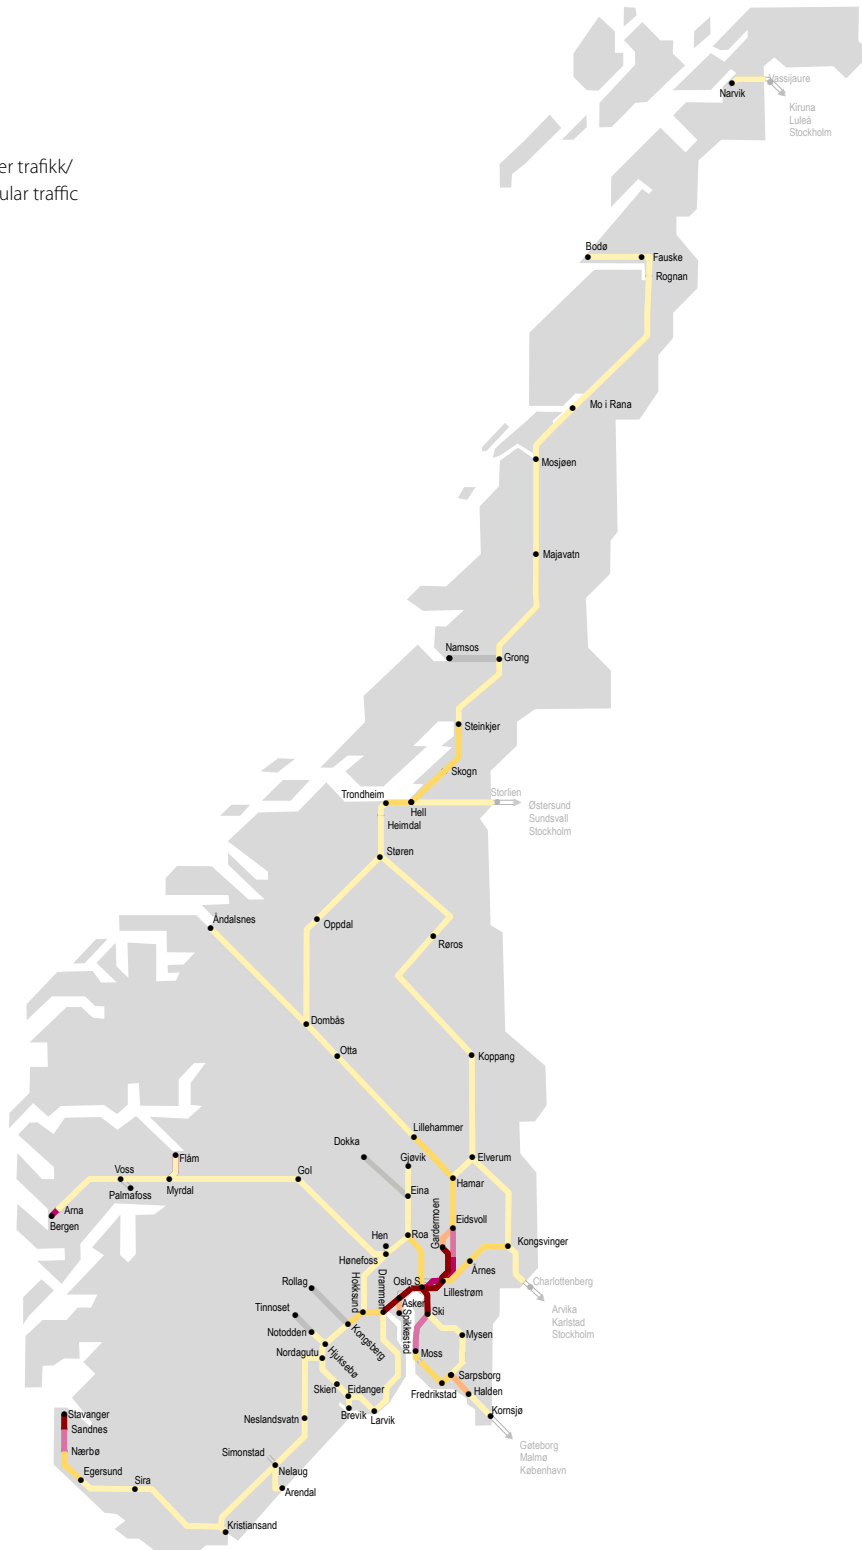 Vassijaure
Narvik
Kiruna
Luleå
Stockholm
er trafikk/
ular traffic
Bodø
Fauske
Rognan
Mo i Rana
Mosjøen
Majavatn
Namsos
Grong
Steinkjer
Skogn
Storlien
Trondheim
Hell
Østersund
Sundsvall
Stockholm
Heimdal
Støren
Åndalsnes
Oppdal
Røros
Dombås
Otta
Koppang
Lillehammer
Dokka
Gjøvik
Elverum
Flåm
Voss
Gol
Hamar
Myrdal
Palmafoss
Eina
Arna
Bergen
Eidsvoll
Gardermoen
Roa
Hen
Kongsvinger
Hønefoss
Årnes
Rollag
Hokksund
Drammen
Oslo S
Lillestrøm
Charlottenberg
Asker
Tinnoset
Spikkestad
Ski
Arvika
Karlstad
Stockholm
Notodden
Kongsberg
Mysen
Nordagutu
Hjuksebø
Moss
Sarpsborg
Skien
Eidanger
Fredrikstad
Halden
Brevik
Larvik
Kornsjø
Stavanger
Neslandsvatn
Sandnes
Nærbø
Simonstad
Gøteborg
Malmø
København
Egersund
Sira
Nelaug
Arendal
Kristiansand